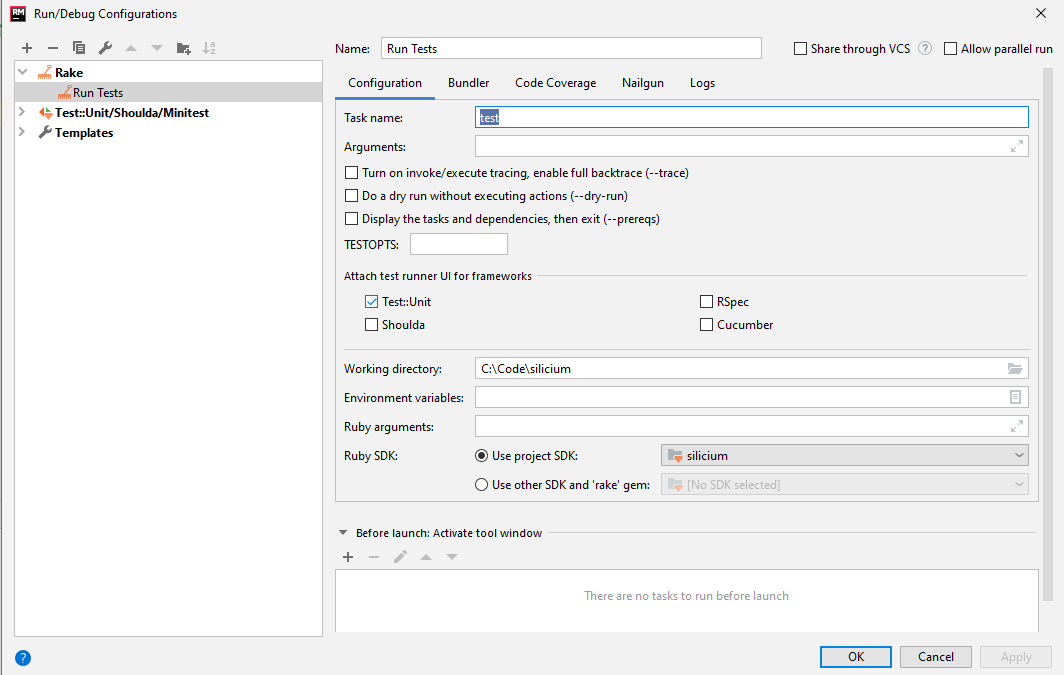 RM
Run/Debug Configurations
Name: Run Tests
Share through VCS ? Allow parallel run
Rake
Run Tests
Test::Unit/Shoulda/Minitest
Templates
Configuration Bundler Code Coverage Nailgun Logs
Task name: test
Arguments:
Turn on invoke/execute tracing, enable full backtrace (--trace)
Do a dry run without executing actions (--dry-run)
Display the tasks and dependencies, then exit (--prereqs)
TESTOPTS:
Attach test runner UI for frameworks
Test::Unit RSpec
Shoulda Cucumber
Working directory: C:\Code\silicium
Environment variables:
Ruby arguments:
Ruby SDK: Use project SDK: silicium
Use other SDK and 'rake' gem: [No SDK selected]
Before launch: Activate tool window
There are no tasks to run before launch
? OK Cancel Apply